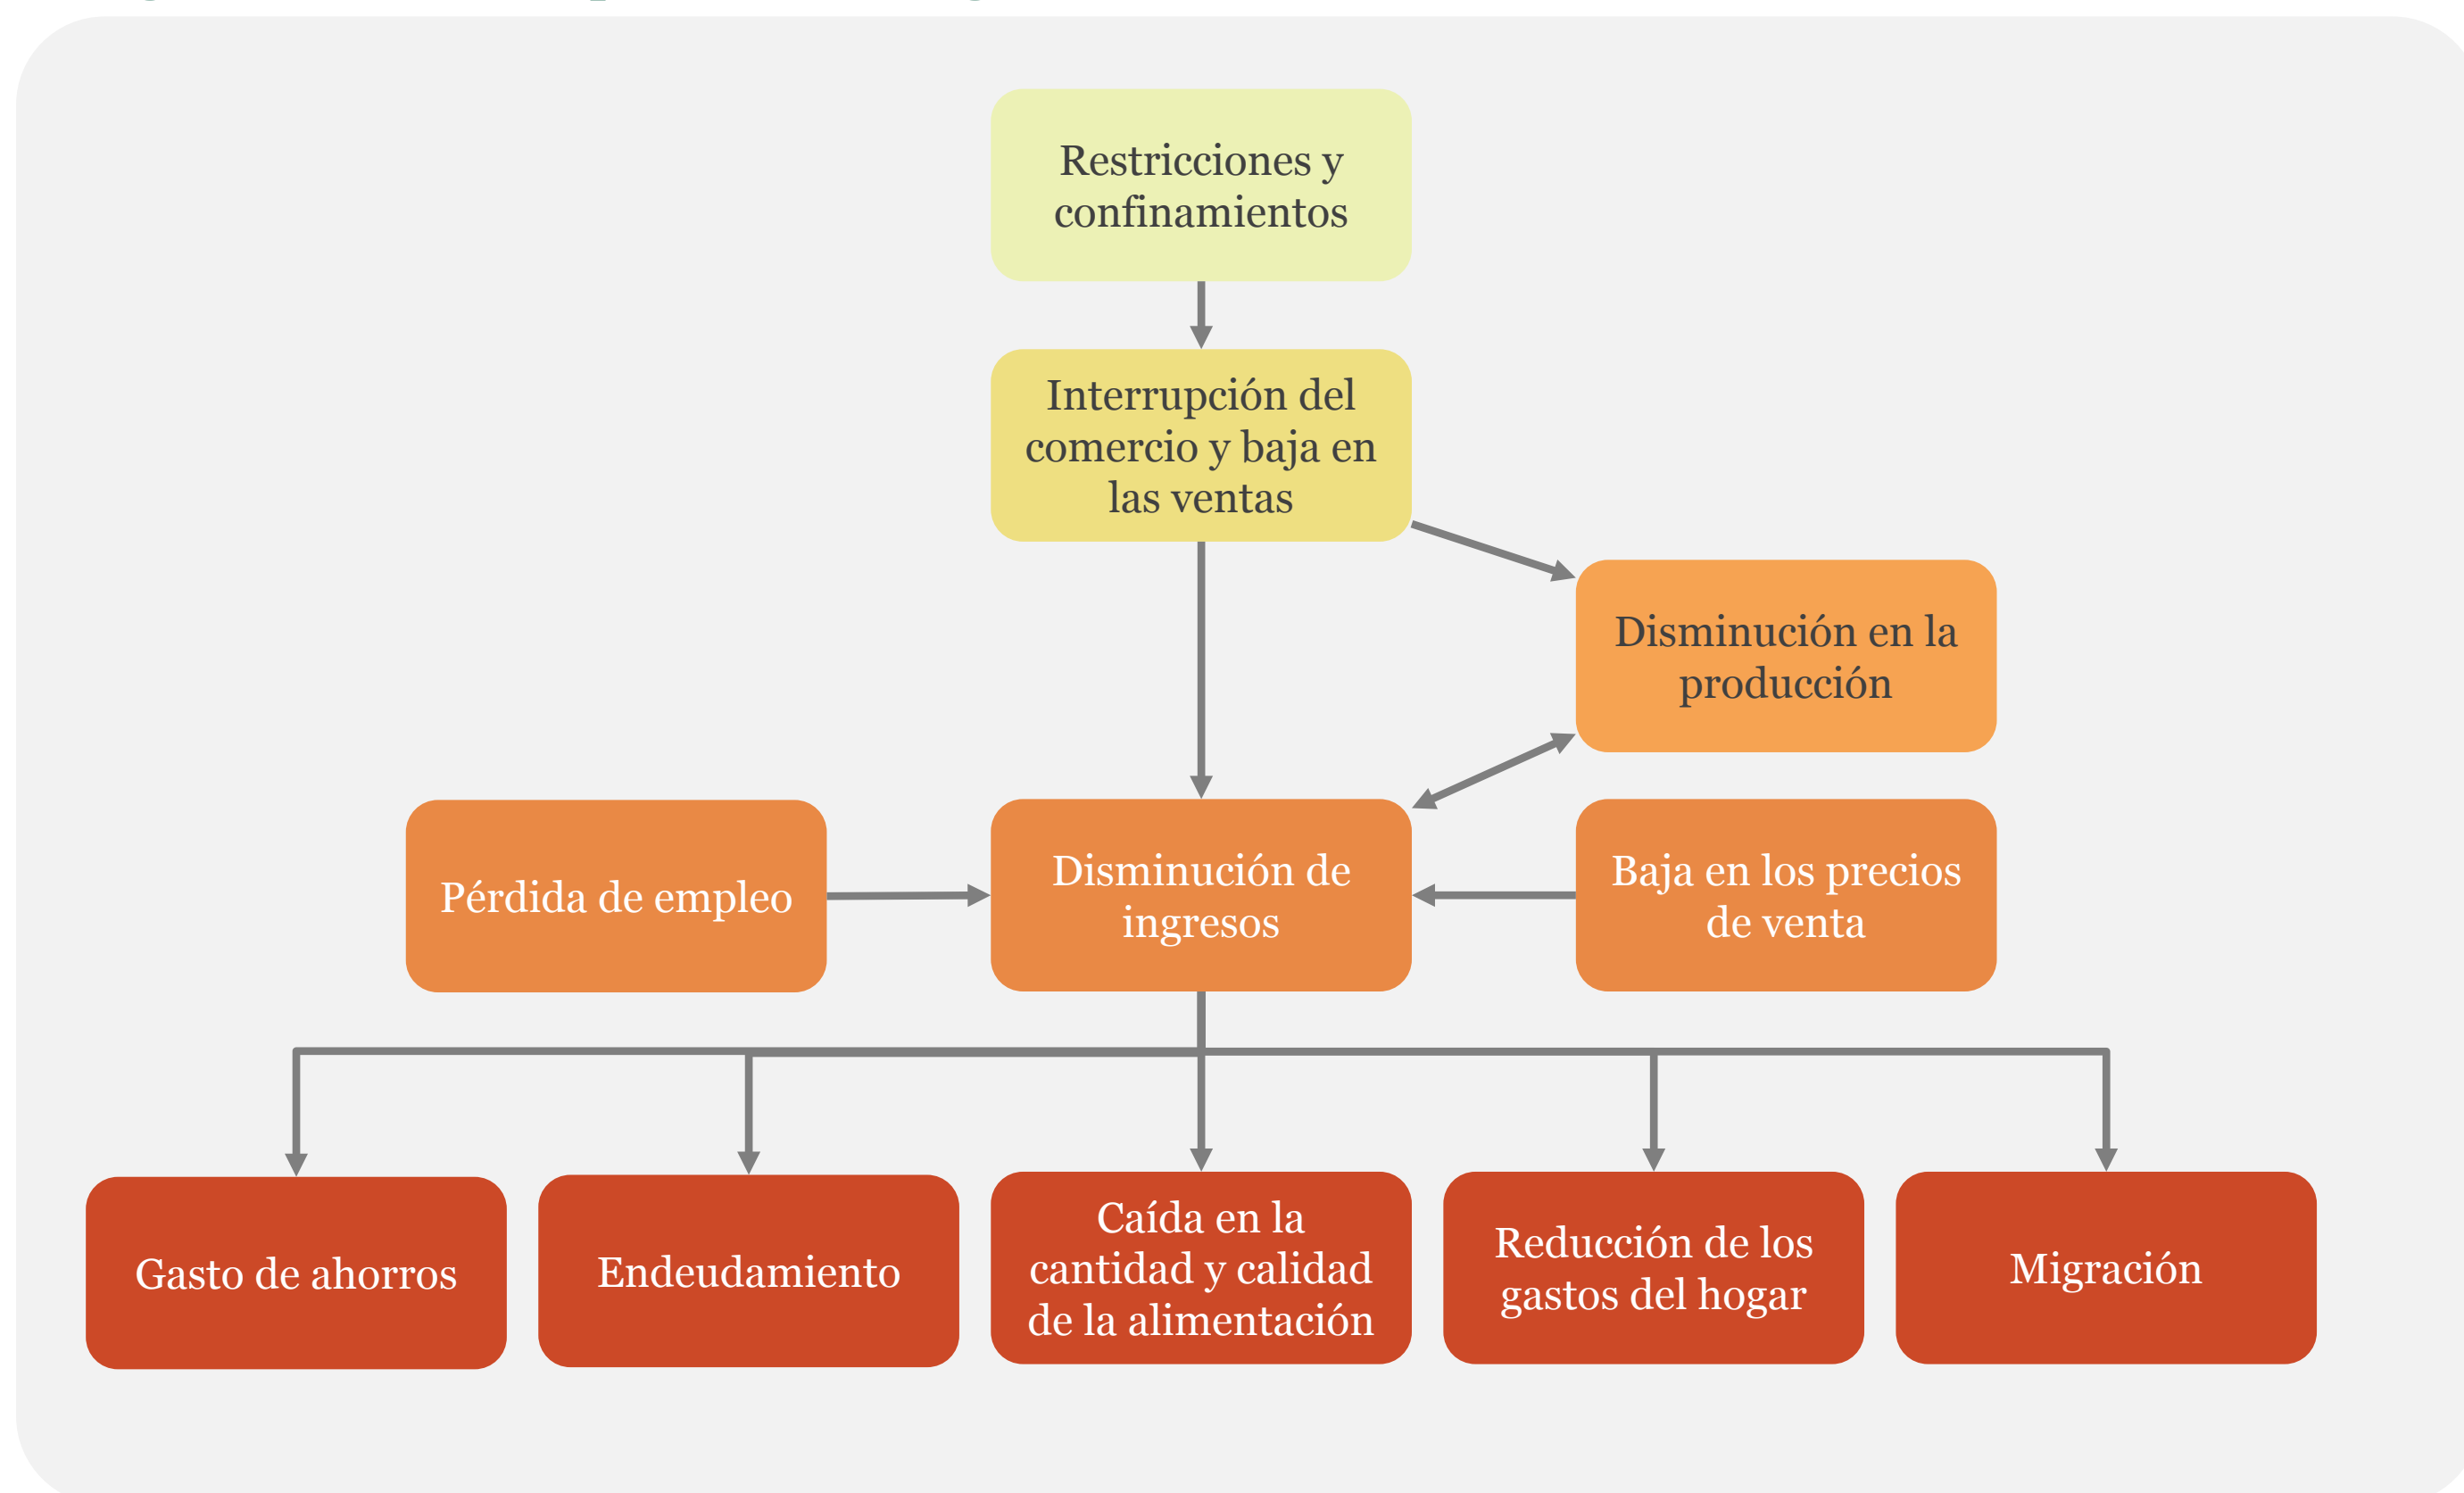 Restricciones y
confinamientos
Interrupción del
comercio y baja en
las ventas
Disminución en la
producción
Pérdida de empleo
Disminución de
ingresos
Baja en los precios
de venta
Gasto de ahorros
Endeudamiento
Caída en la
cantidad y calidad
de la alimentación
Reducción de los
gastos del hogar
Migración